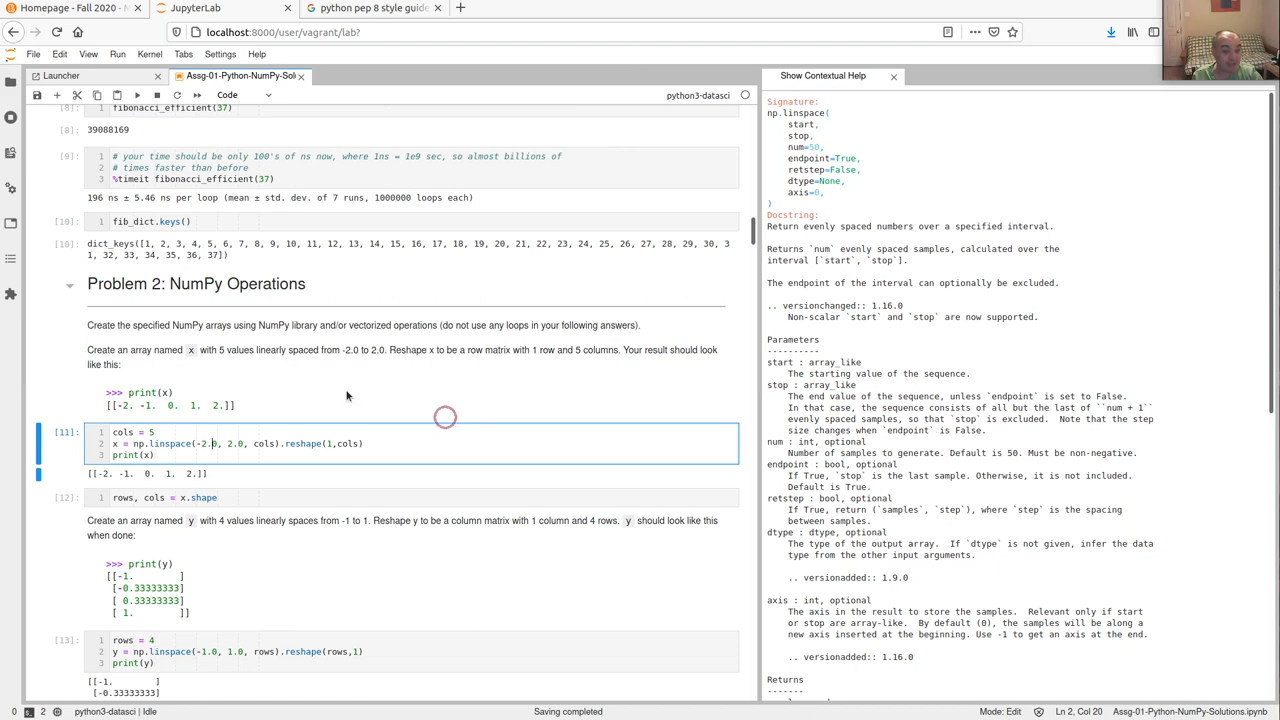 Homepage - Fall 2020 -
JupyterLab
python pep 8 style guide
localhost:8000/user/vagrant/lab?
File Edit View Run Kernel Tabs Settings Help
Launcher
Assg-01-Python-NumPy-Solu
Show Contextual Help
Code
python3-datasci
1 fibonacci_efficient(37)
[8]: 39088169
[9]: 1 # your time should be only 100's of ns now, where 1ns = 1e9 sec, so almost billions of
2 # times faster than before
3 %timeit fibonacci_efficient(37)
196 ns ± 5.46 ns per loop (mean ± std. dev. of 7 runs, 1000000 loops each)
[10]: 1 fib_dict.keys()
[10]: dict_keys([1, 2, 3, 4, 5, 6, 7, 8, 9, 10, 11, 12, 13, 14, 15, 16, 17, 18, 19, 20, 21, 22, 23, 24, 25, 26, 27, 28, 29, 30, 3
1, 32, 33, 34, 35, 36, 37])
Problem 2: NumPy Operations
Create the specified NumPy arrays using NumPy library and/or vectorized operations (do not use any loops in your following answers).
Create an array named x with 5 values linearly spaced from -2.0 to 2.0. Reshape x to be a row matrix with 1 row and 5 columns. Your result should look
like this:
>>> print(x)
[[-2. -1. 0. 1. 2.]]
[11]: 1 cols = 5
2 x = np.linspace(-2.0, 2.0, cols).reshape(1,cols)
3 print(x)
[[-2. -1. 0. 1. 2.]]
[12]: 1 rows, cols = x.shape
Create an array named y with 4 values linearly spaces from -1 to 1. Reshape y to be a column matrix with 1 column and 4 rows. y should look like this
when done:
>>> print(y)
[[-1. ]
[-0.33333333]
[ 0.33333333]
[ 1. ]]
[13]: 1 rows = 4
2 y = np.linspace(-1.0, 1.0, rows).reshape(rows,1)
3 print(y)
[[-1. ]
[-0.33333333]
Signature:
np.linspace(
start,
stop,
num=50,
endpoint=True,
retstep=False,
dtype=None,
axis=0,
)
Docstring:
Return evenly spaced numbers over a specified interval.
Returns `num` evenly spaced samples, calculated over the
interval [`start`, `stop`].
The endpoint of the interval can optionally be excluded.
.. versionchanged:: 1.16.0
Non-scalar `start` and `stop` are now supported.
Parameters
----------
start : array_like
The starting value of the sequence.
stop : array_like
The end value of the sequence, unless `endpoint` is set to False.
In that case, the sequence consists of all but the last of ``num + 1``
evenly spaced samples, so that `stop` is excluded. Note that the step
size changes when `endpoint` is False.
num : int, optional
Number of samples to generate. Default is 50. Must be non-negative.
endpoint : bool, optional
If True, `stop` is the last sample. Otherwise, it is not included.
Default is True.
retstep : bool, optional
If True, return (`samples`, `step`), where `step` is the spacing
between samples.
dtype : dtype, optional
The type of the output array. If `dtype` is not given, infer the data
type from the other input arguments.
.. versionadded:: 1.9.0
axis : int, optional
The axis in the result to store the samples. Relevant only if start
or stop are array-like. By default (0), the samples will be along a
new axis inserted at the beginning. Use -1 to get an axis at the end.
.. versionadded:: 1.16.0
Returns
-------
0 2 python3-datasci | Idle
Saving completed
Mode: Edit Ln 2, Col 20 Assg-01-Python-NumPy-Solutions.ipynb